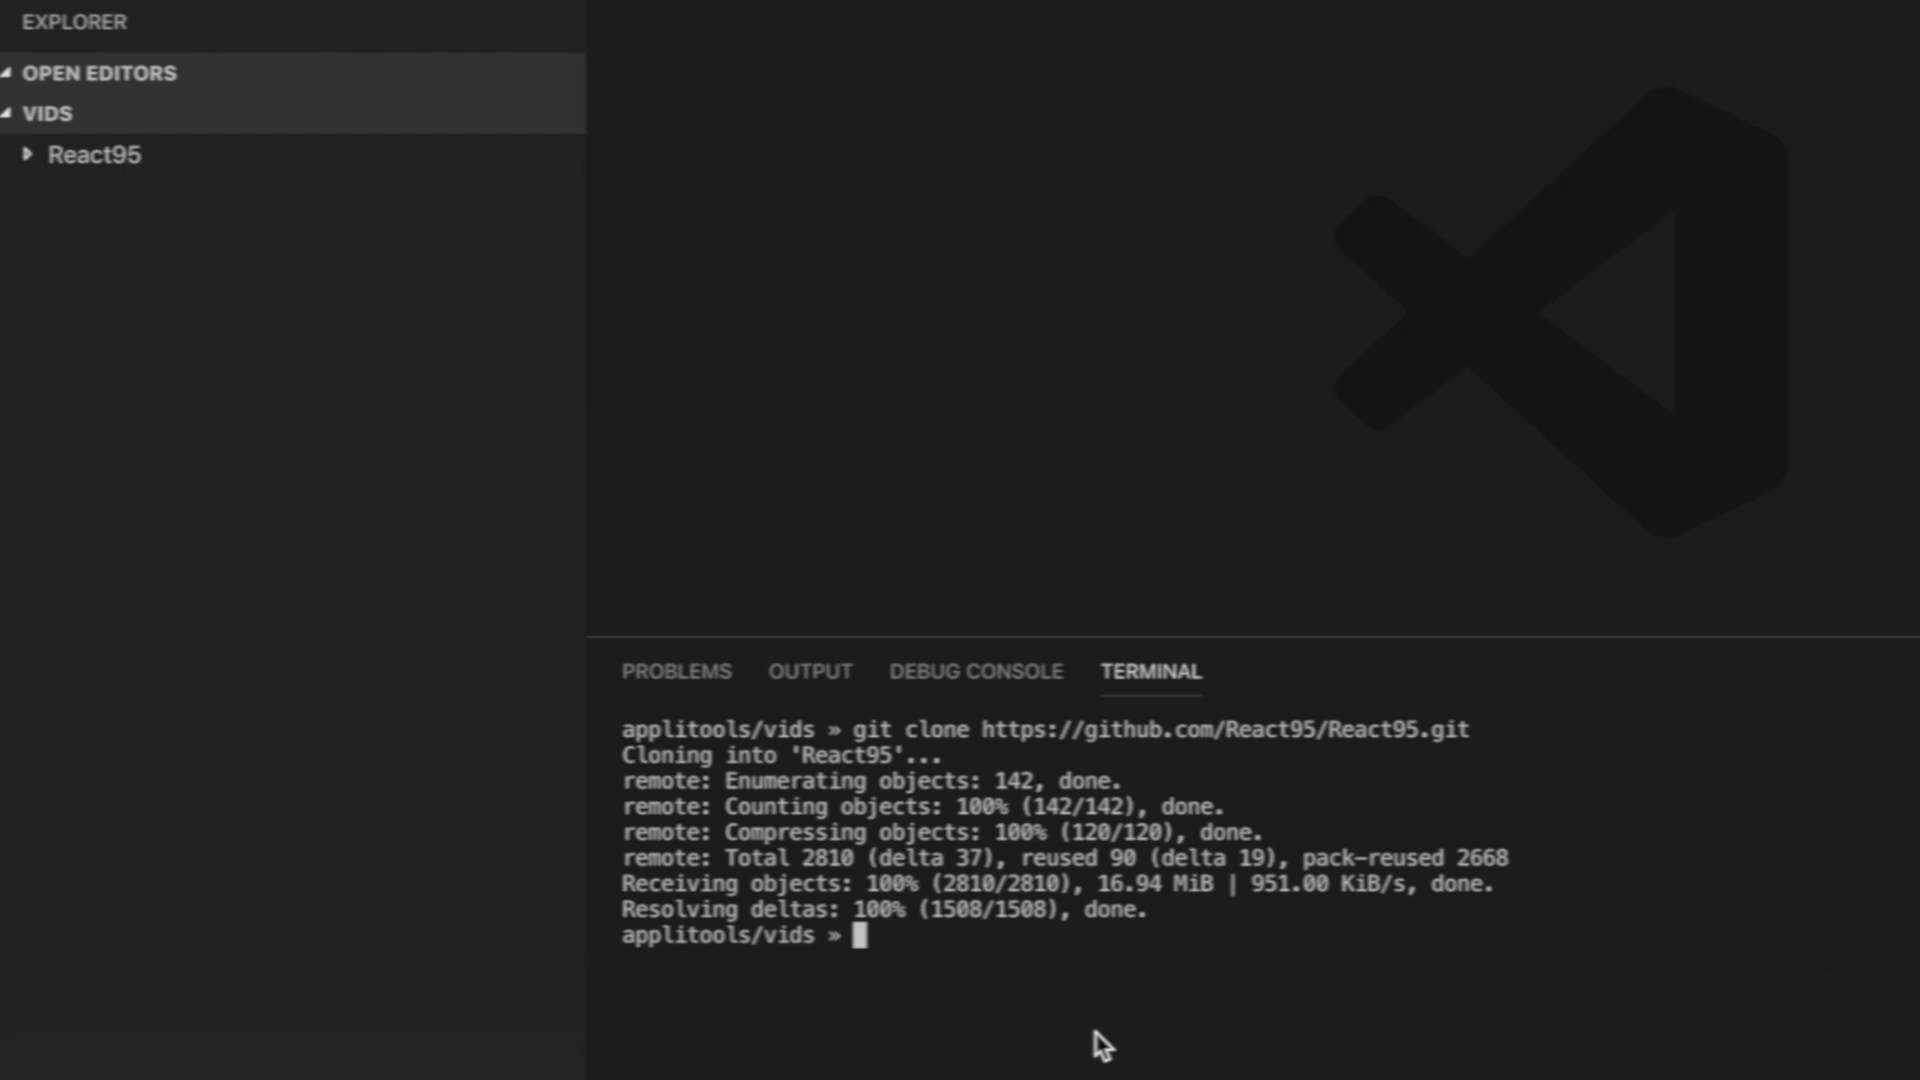 EXPLORER
OPEN EDITORS
VIDS
React95
PROBLEMS OUTPUT DEBUG CONSOLE TERMINAL
applitools/vids » git clone https://github.com/React95/React95.git
Cloning into 'React95'...
remote: Enumerating objects: 142, done.
remote: Counting objects: 100% (142/142), done.
remote: Compressing objects: 100% (120/120), done.
remote: Total 2810 (delta 37), reused 90 (delta 19), pack-reused 2668
Receiving objects: 100% (2810/2810), 16.94 MiB | 951.00 KiB/s, done.
Resolving deltas: 100% (1508/1508), done.
applitools/vids »